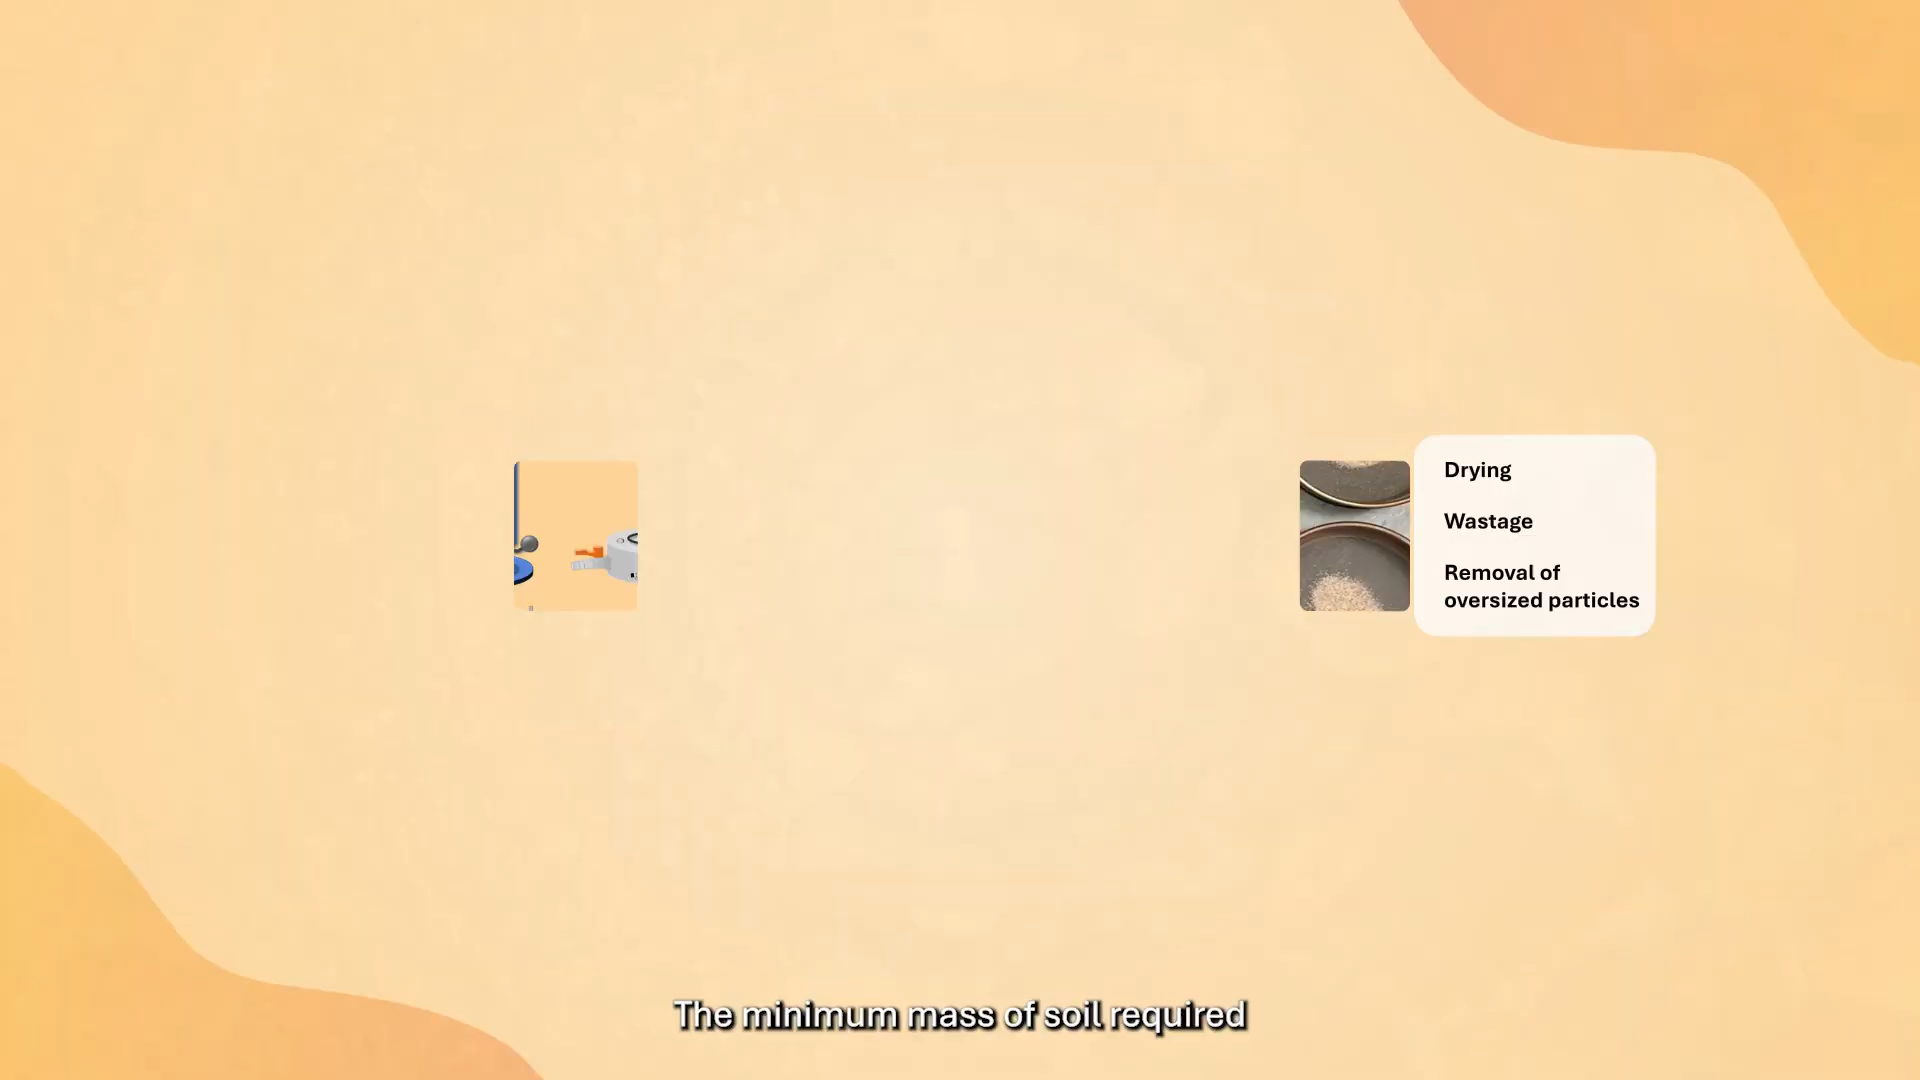 Drying
Wastage
Removal of
oversized particles
The minimum mass of soil required